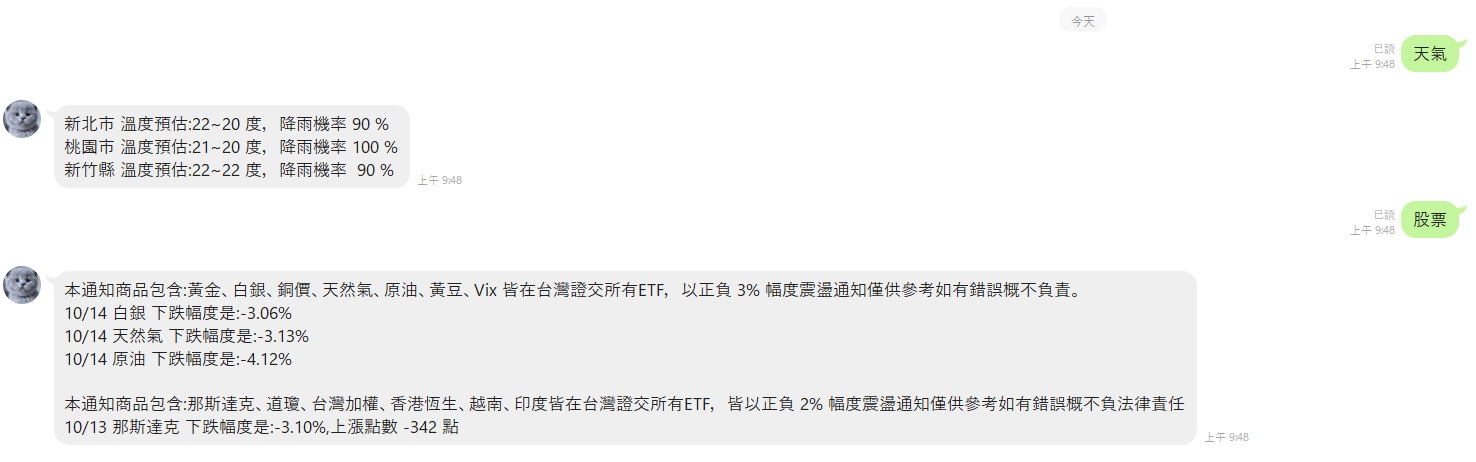 今天
已讀
上午 9:48
天氣
新北市 溫度預估:22~20 度，降雨機率 90 %
桃園市 溫度預估:21~20 度，降雨機率 100 %
新竹縣 溫度預估:22~22 度，降雨機率  90 %
上午 9:48
已讀
上午 9:48
股票
本通知商品包含:黃金、白銀、銅價、天然氣、原油、黃豆、Vix 皆在台灣證交所有ETF，以正負 3% 幅度震盪通知僅供參考如有錯誤概不負責。
10/14 白銀 下跌幅度是:-3.06%
10/14 天然氣 下跌幅度是:-3.13%
10/14 原油 下跌幅度是:-4.12%
本通知商品包含:那斯達克、道瓊、台灣加權、香港恆生、越南、印度皆在台灣證交所有ETF，皆以正負 2% 幅度震盪通知僅供參考如有錯誤概不負法律責任
10/13 那斯達克 下跌幅度是:-3.10%,上漲點數 -342 點
上午 9:48